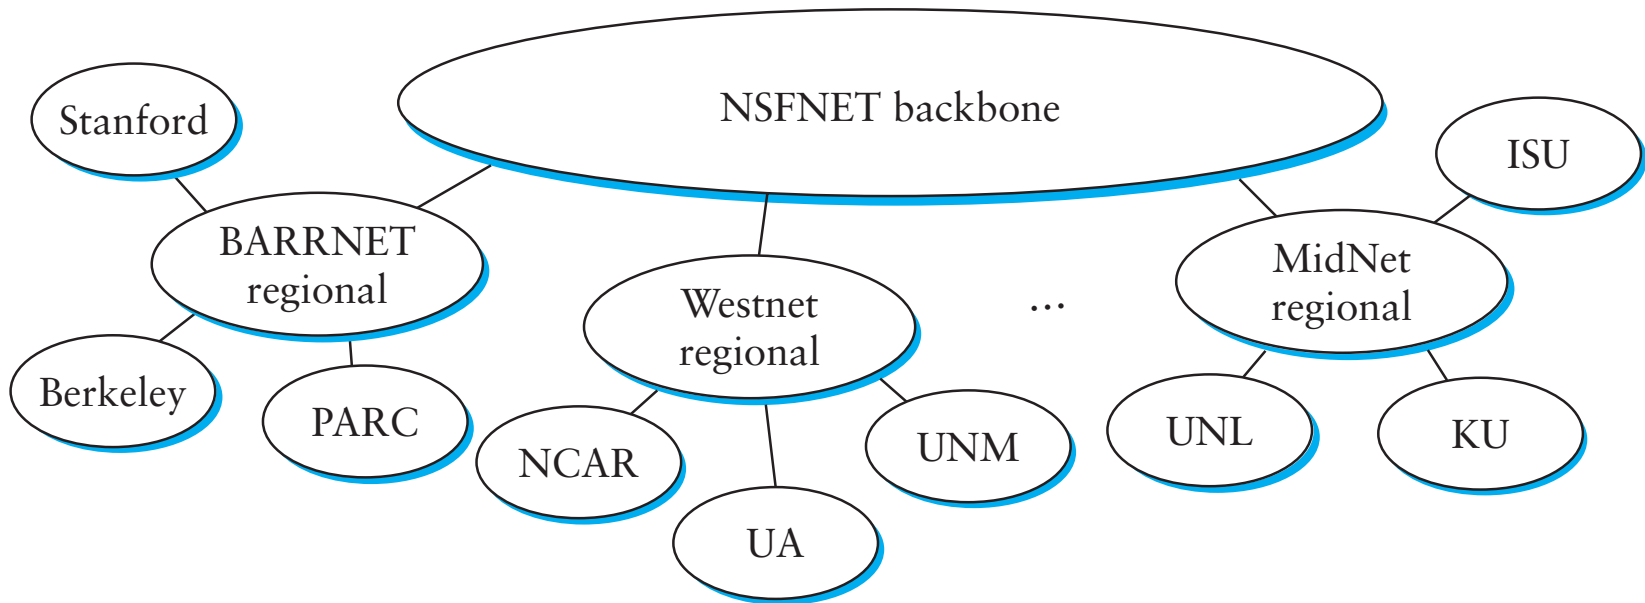 NSFNET backbone
Stanford
ISU
BARRNET
regional
MidNet
regional
Westnet
regional
...
Berkeley
PARC
NCAR
UA
UNM
UNL
KU